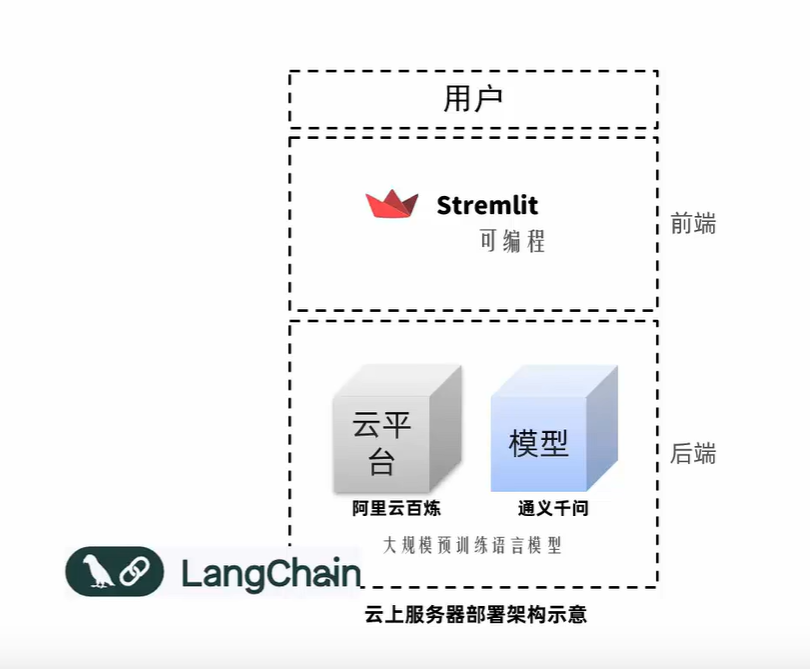 用户
Stremlit
可编程
前端
云平
台
模型
后端
阿里云百炼
通义千问
大规模预训练语言模型
LangChain
云上服务器部署架构示意